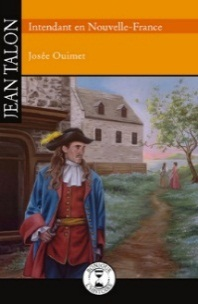 JEAN TALON
Intendant en Nouvelle-France
Josée Ouimet